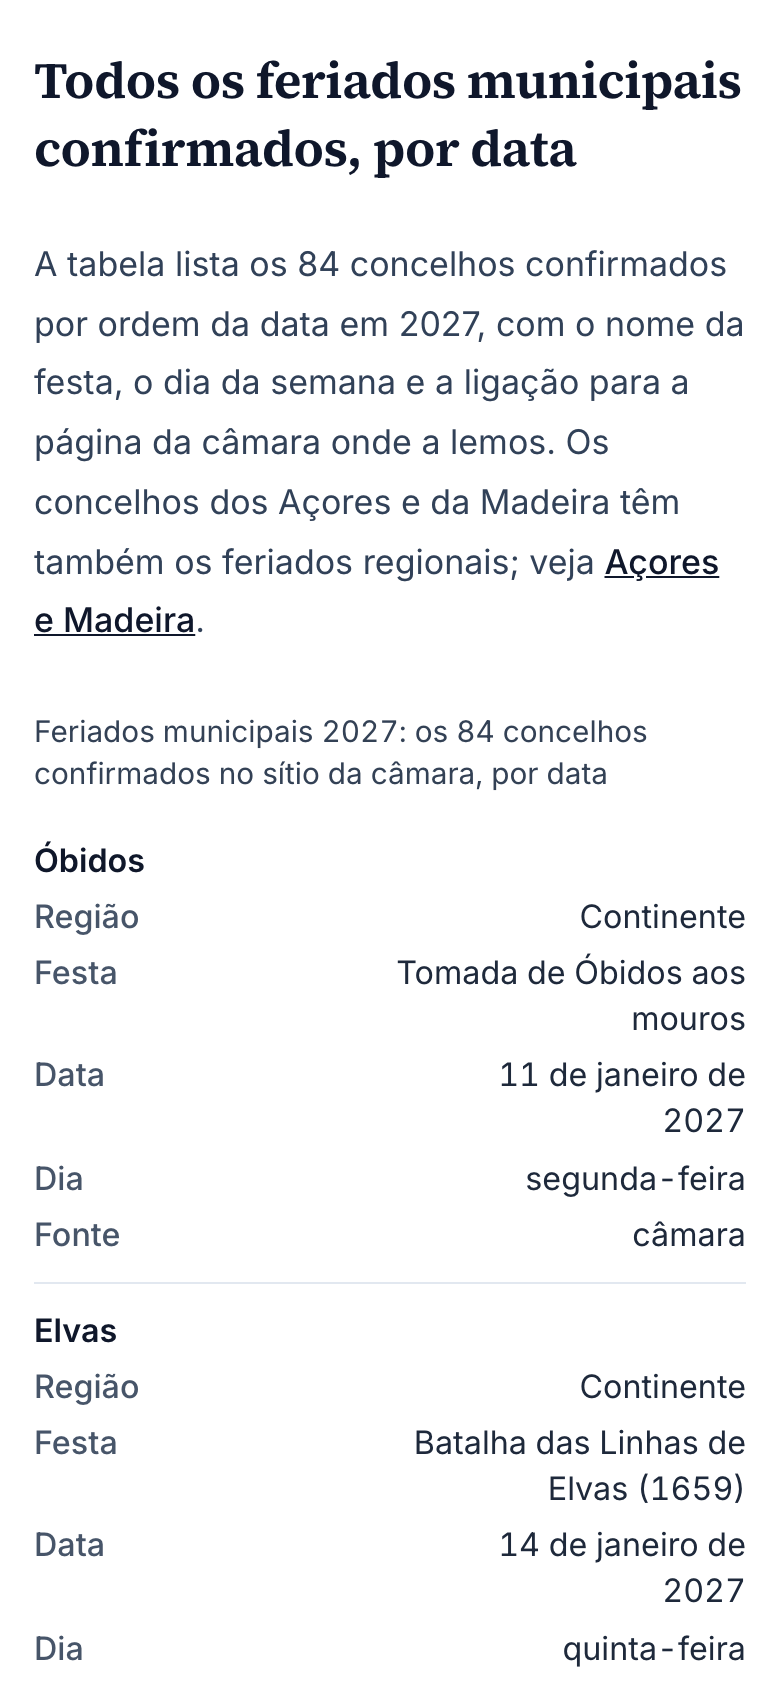 Todos os feriados municipais
confirmados, por data
A tabela lista os 84 concelhos confirmados
por ordem da data em 2027, com o nome da
festa, o dia da semana e a ligação para a
página da câmara onde a lemos. Os
concelhos dos Açores e da Madeira têm
também os feriados regionais; veja Açores
e Madeira.
Feriados municipais 2027: os 84 concelhos
confirmados no sítio da câmara, por data
Óbidos
Região Continente
Festa Tomada de Óbidos aos
mouros
Data 11 de janeiro de
2027
Dia segunda-feira
Fonte câmara
Elvas
Região Continente
Festa Batalha das Linhas de
Elvas (1659)
Data 14 de janeiro de
2027
Dia quinta-feira